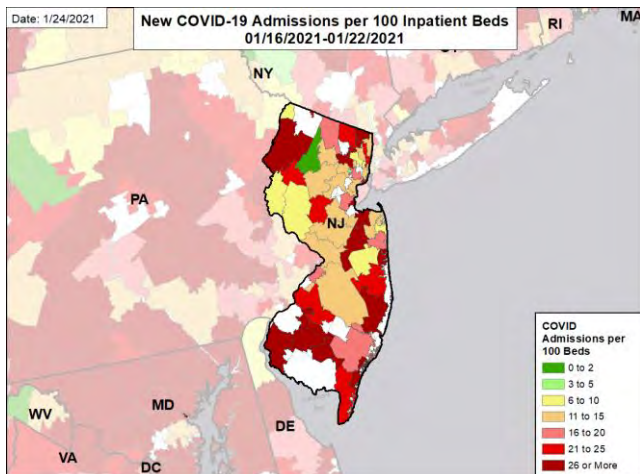 Date: 1/24/2021
New COVID-19 Admissions per 100 Inpatient Beds
01/16/2021-01/22/2021
RI
MA
NY
PA
NJ
WV
MD
DE
VA
DC
COVID
Admissions per
100 Beds
0 to 2
3 to 5
6 to 10
11 to 15
16 to 20
21 to 25
26 or More